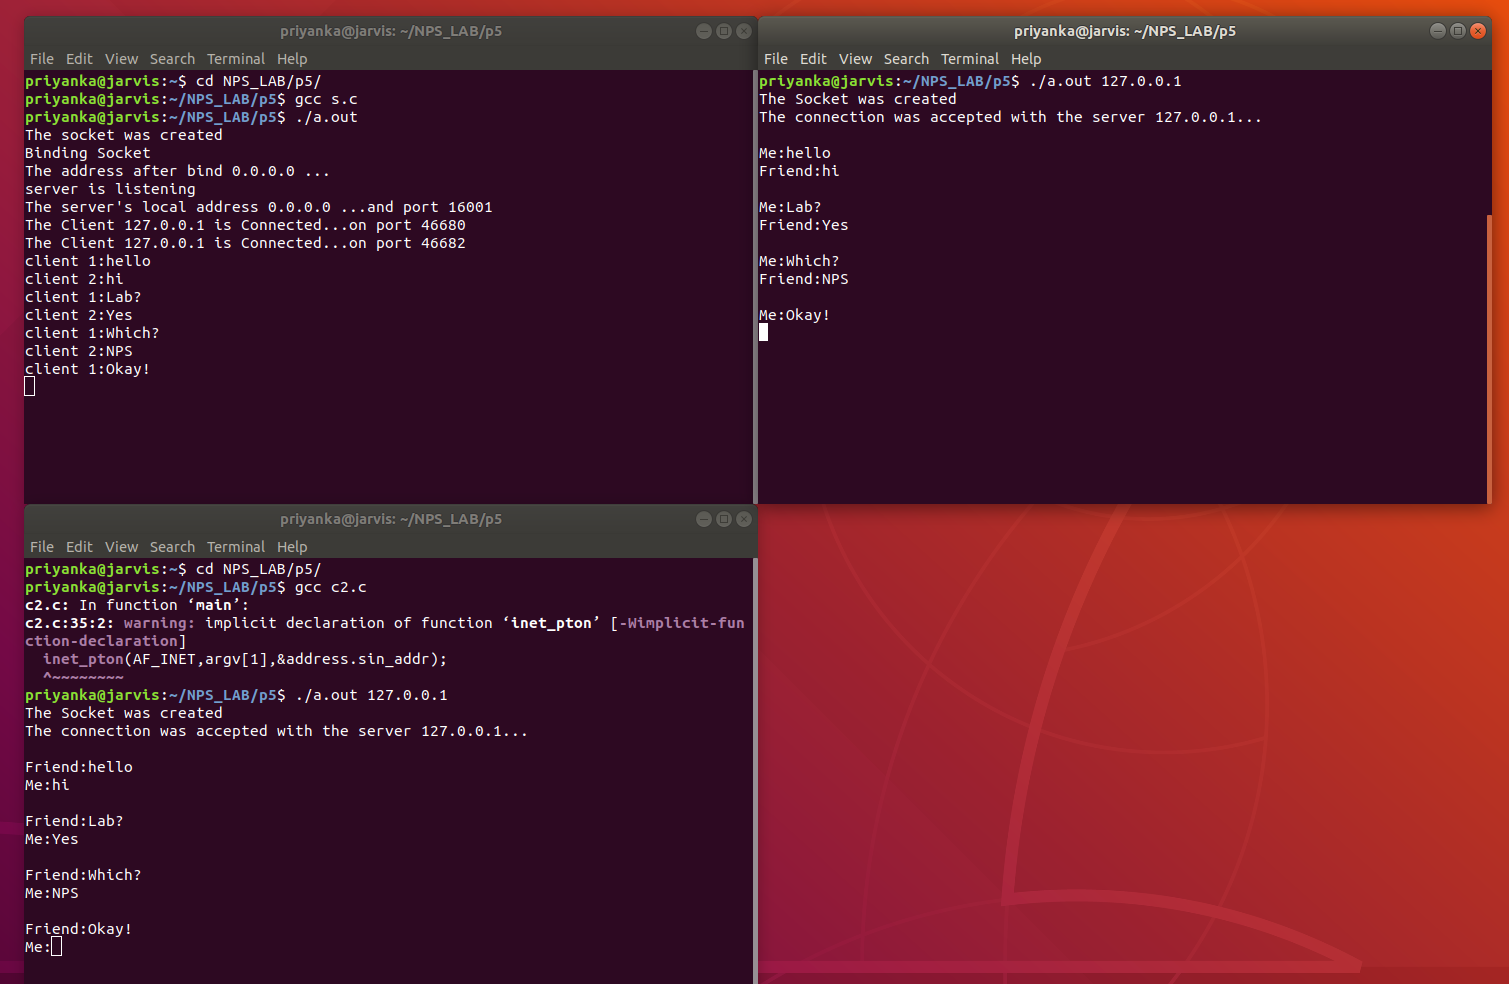 priyanka@jarvis: ~/NPS_LAB/p5
File Edit View Search Terminal Help
priyanka@jarvis:~$ cd NPS_LAB/p5/
priyanka@jarvis:~/NPS_LAB/p5$ gcc s.c
priyanka@jarvis:~/NPS_LAB/p5$ ./a.out
The socket was created
Binding Socket
The address after bind 0.0.0.0 ...
server is listening
The server's local address 0.0.0.0 ...and port 16001
The Client 127.0.0.1 is Connected...on port 46680
The Client 127.0.0.1 is Connected...on port 46682
client 1:hello
client 2:hi
client 1:Lab?
client 2:Yes
client 1:Which?
client 2:NPS
client 1:Okay!
priyanka@jarvis: ~/NPS_LAB/p5
File Edit View Search Terminal Help
priyanka@jarvis:~/NPS_LAB/p5$ ./a.out 127.0.0.1
The Socket was created
The connection was accepted with the server 127.0.0.1...
Me:hello
Friend:hi
Me:Lab?
Friend:Yes
Me:Which?
Friend:NPS
Me:Okay!
priyanka@jarvis: ~/NPS_LAB/p5
File Edit View Search Terminal Help
priyanka@jarvis:~$ cd NPS_LAB/p5/
priyanka@jarvis:~/NPS_LAB/p5$ gcc c2.c
c2.c: In function ‘main’:
c2.c:35:2: warning: implicit declaration of function ‘inet_pton’ [-Wimplicit-fun
ction-declaration]
  inet_pton(AF_INET,argv[1],&address.sin_addr);
  ^~~~~~~~~
priyanka@jarvis:~/NPS_LAB/p5$ ./a.out 127.0.0.1
The Socket was created
The connection was accepted with the server 127.0.0.1...
Friend:hello
Me:hi
Friend:Lab?
Me:Yes
Friend:Which?
Me:NPS
Friend:Okay!
Me: